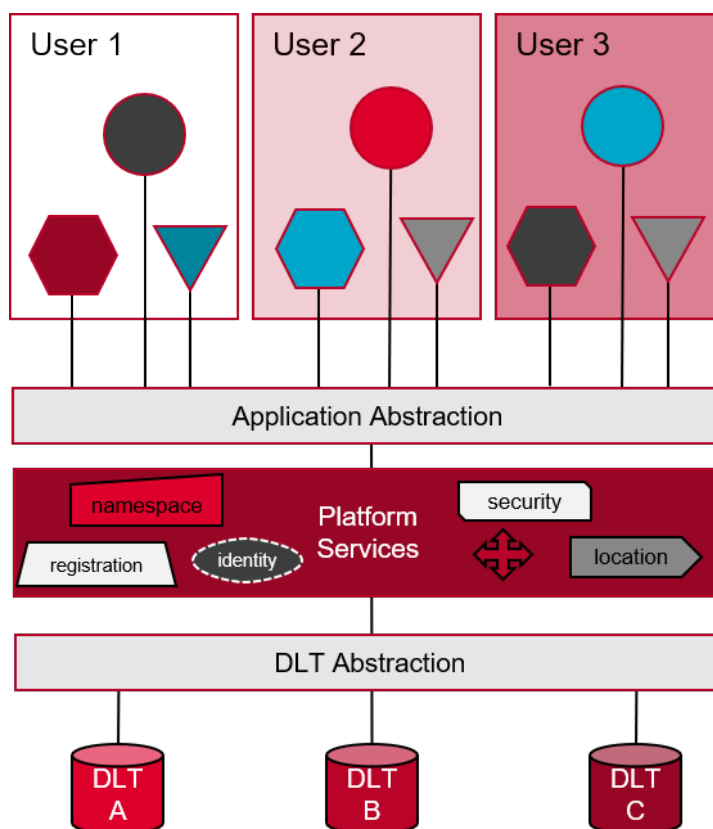 User 1
User 2
User 3
Application Abstraction
namespace
Platform
Services
security
registration
identity
location
DLT Abstraction
DLT
A
DLT
B
DLT
C